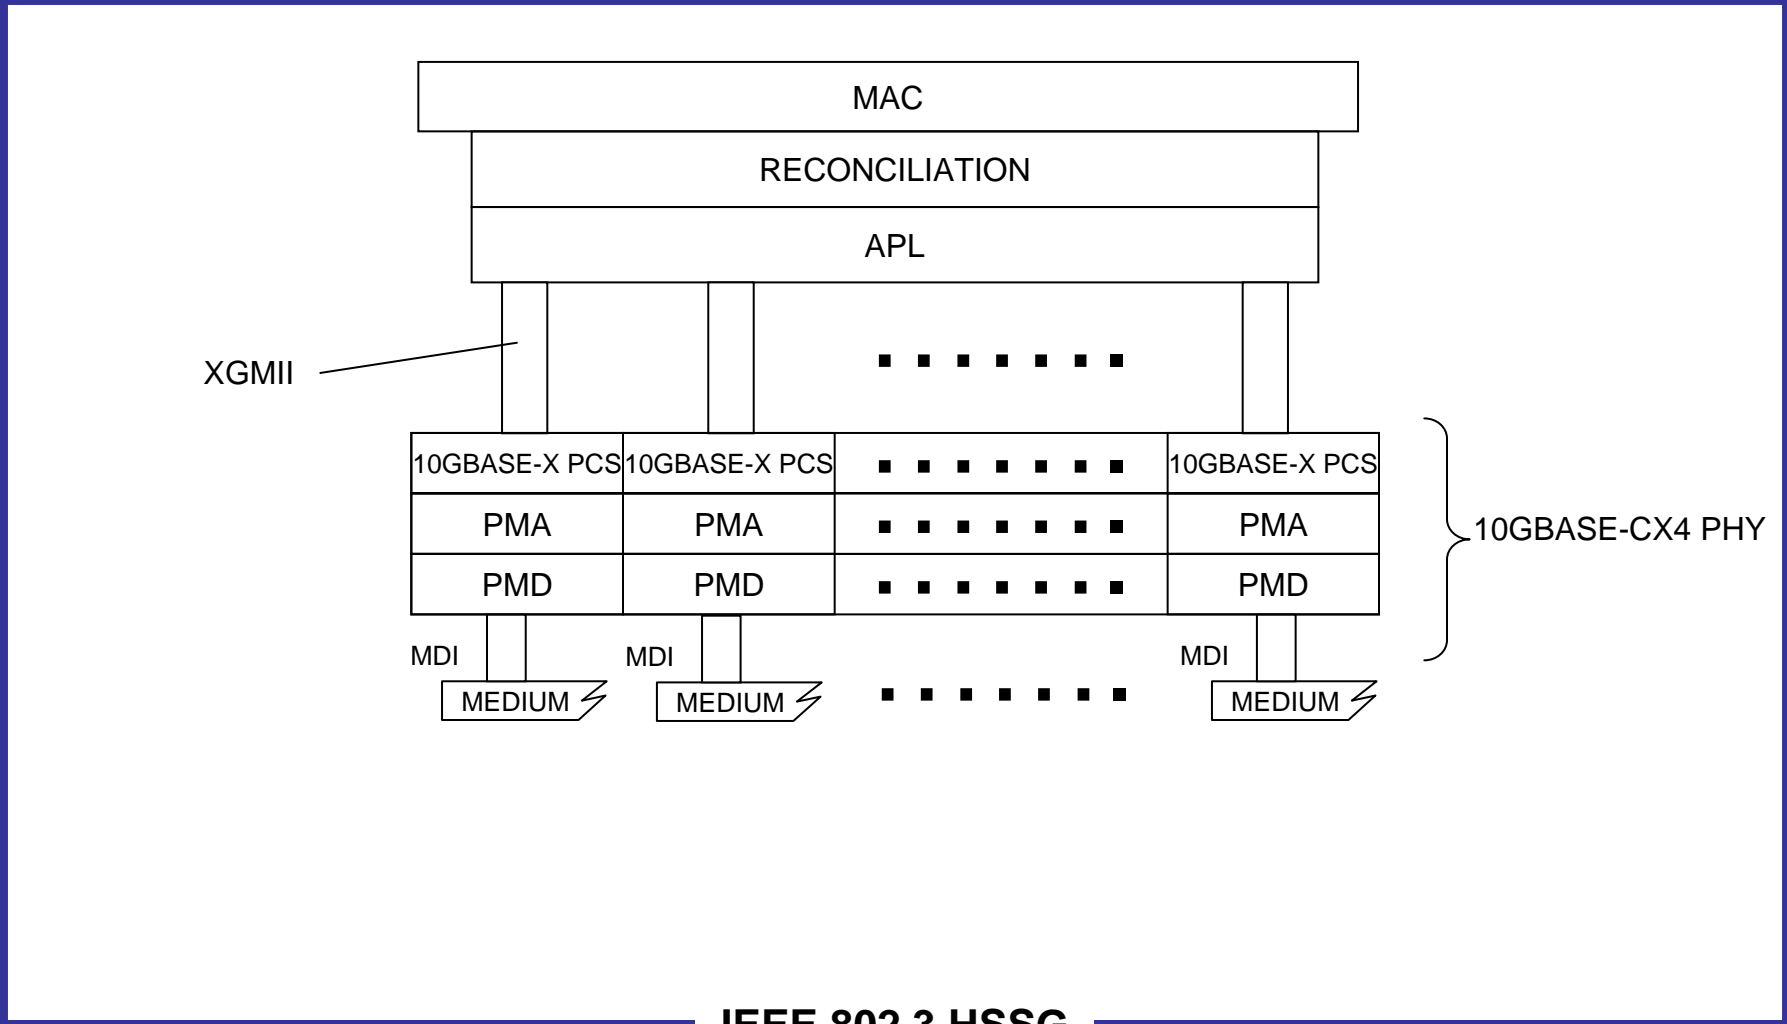 MAC
RECONCILIATION
APL
XGMII
10GBASE-X PCS 10GBASE-X PCS 10GBASE-X PCS
PMA PMA PMA
10GBASE-CX4 PHY
PMD PMD PMD
MDI MDI MDI
MEDIUM MEDIUM MEDIUM
IEEE 802.3 HSSG